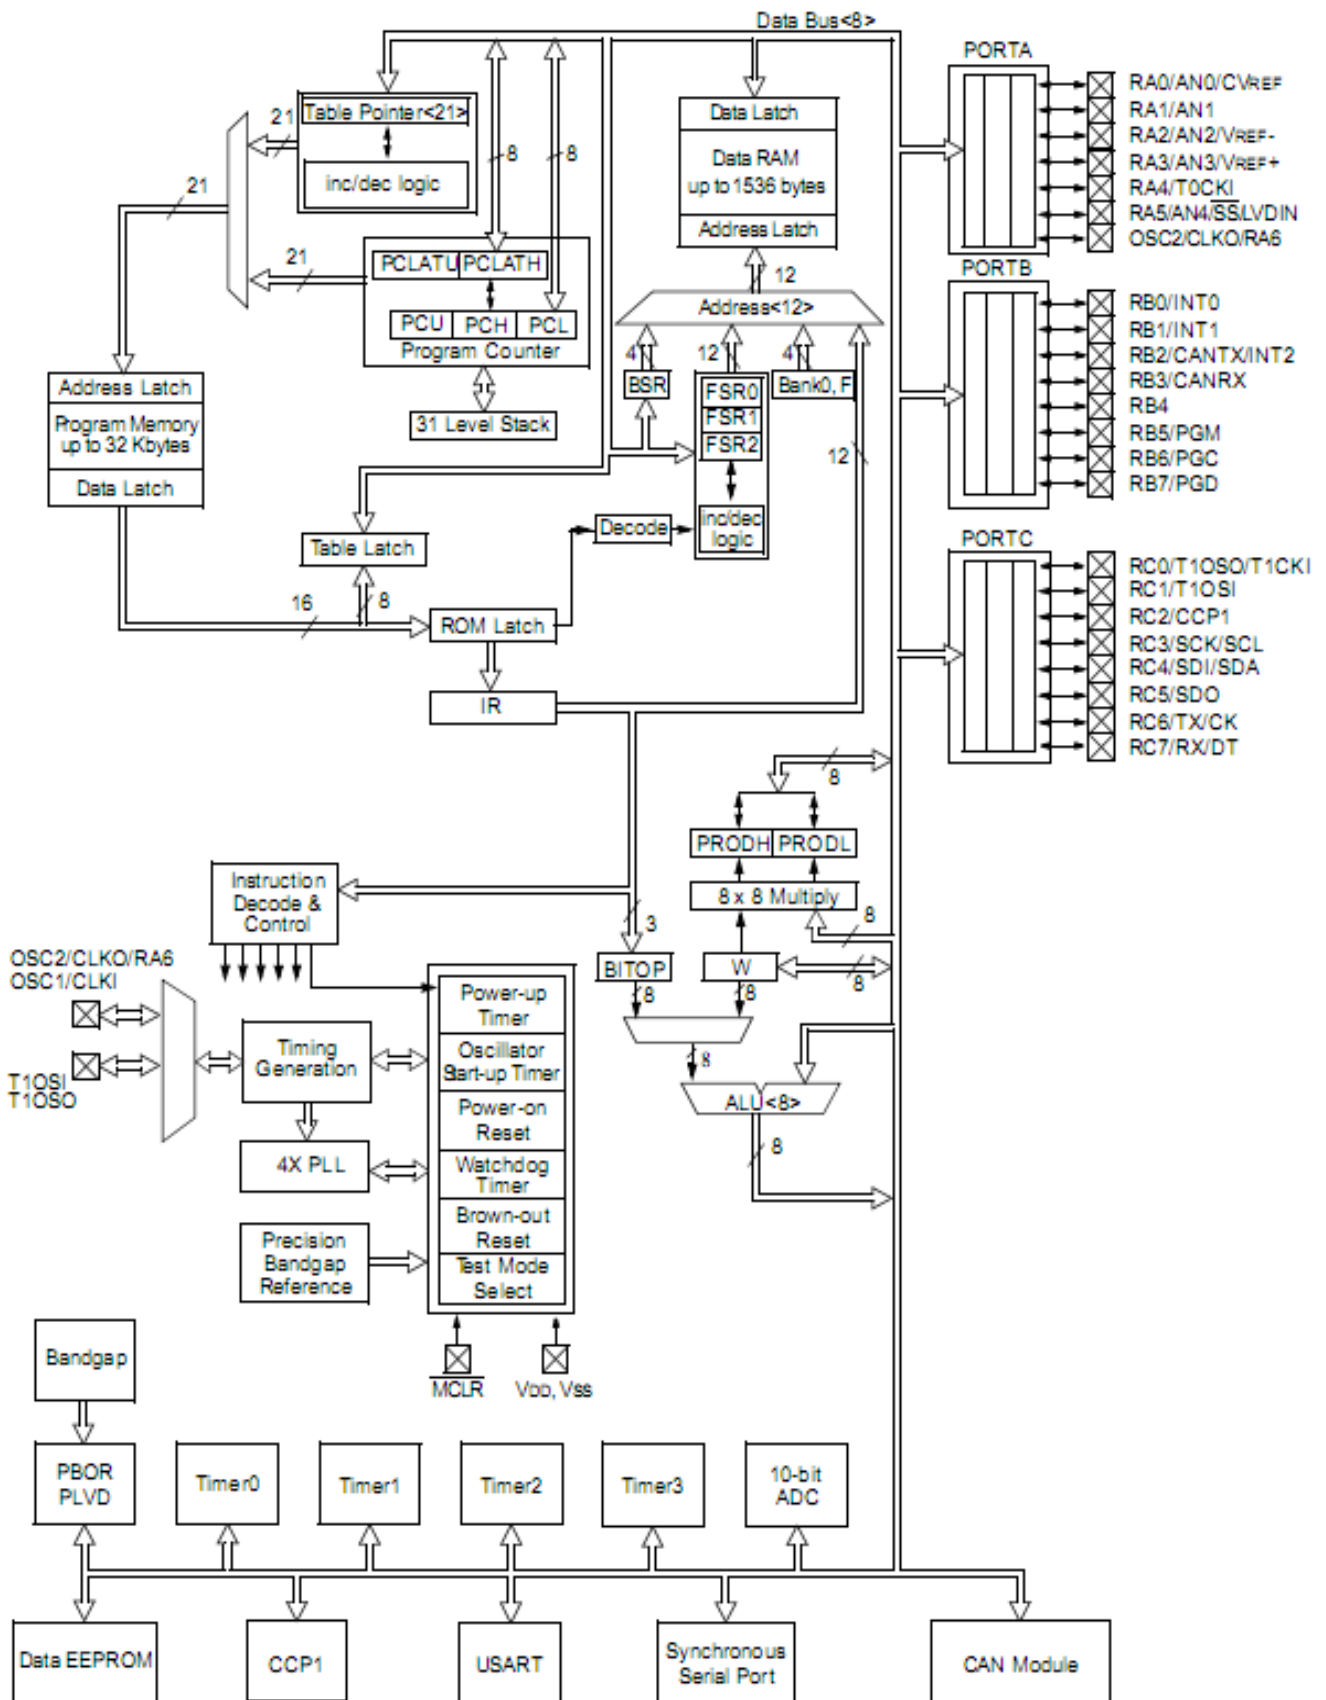 Data Bus<8>
PORTA
RA0/AN0/CVREF
RA1/AN1
RA2/AN2/VREF-
RA3/AN3/VREF+
RA4/T0CKI
RA5/AN4/SS/LVDIN
OSC2/CLKO/RA6
PORTB
RB0/INT0
RB1/INT1
RB2/CANTX/INT2
RB3/CANRX
RB4
RB5/PGM
RB6/PGC
RB7/PGD
PORTC
RC0/T1OSO/T1CKI
RC1/T1OSI
RC2/CCP1
RC3/SCK/SCL
RC4/SDI/SDA
RC5/SDO
RC6/TX/CK
RC7/RX/DT
21
Table Pointer<21>
inc/dec logic
8
8
21
21
PCLATU PCLATH
PCU PCH PCL
Program Counter
31 Level Stack
Data Latch
Data RAM
up to 1536 bytes
Address Latch
12
Address<12>
4
12
4
BSR
FSR0
FSR1
FSR2
inc/dec
logic
Bank0, F
12
Address Latch
Program Memory
up to 32 Kbytes
Data Latch
Table Latch
Decode
16
8
ROM Latch
IR
8
PRODH PRODL
8 x 8 Multiply
8
Instruction
Decode &
Control
3
BITOP
W
8
8
8
8
ALU<8>
8
OSC2/CLKO/RA6
OSC1/CLKI
T1OSI
T1OSO
Timing
Generation
4X PLL
Precision
Bandgap
Reference
Power-up
Timer
Oscillator
Start-up Timer
Power-on
Reset
Watchdog
Timer
Brown-out
Reset
Test Mode
Select
MCLR
VDD, VSS
Bandgap
PBOR
PLVD
Timer0
Timer1
Timer2
Timer3
10-bit
ADC
Data EEPROM
CCP1
USART
Synchronous
Serial Port
CAN Module